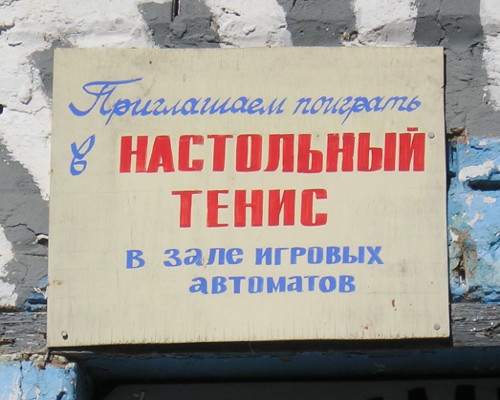 Приглашаем поиграть
в НАСТОЛЬНЫЙ
ТЕНИС
В ЗАЛЕ ИГРОВЫХ
АВТОМАТОВ